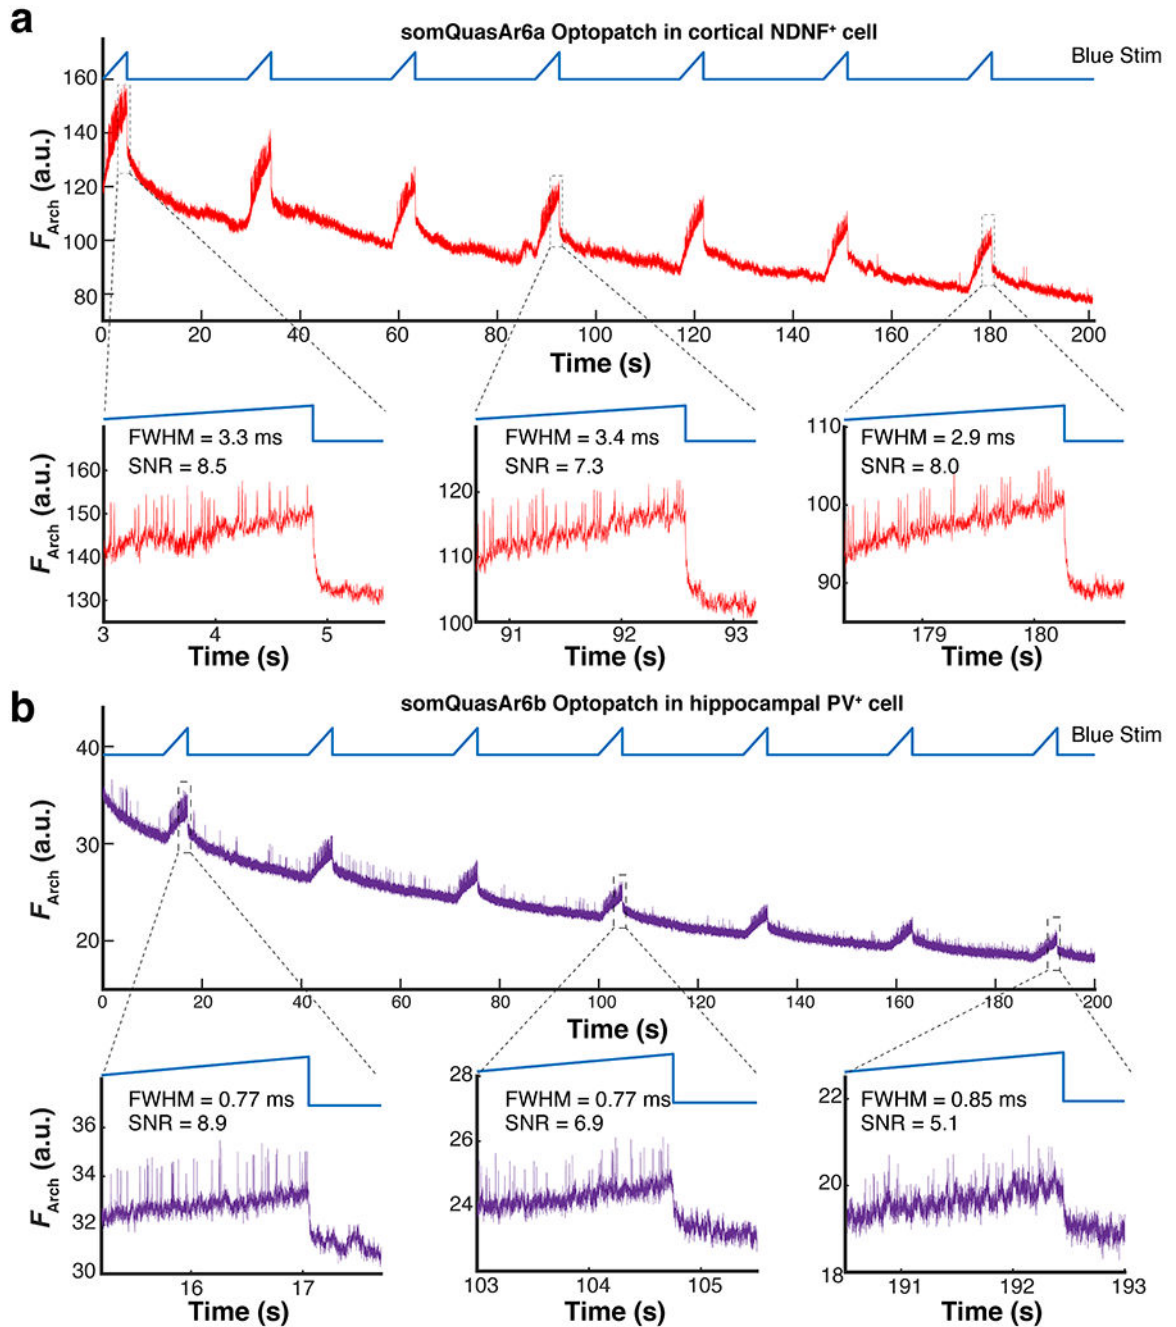 a
somQuasAr6a Optopatch in cortical NDNF⁺ cell
Blue Stim
160
140
120
100
80
F_Arch (a.u.)
0 20 40 60 80 100 120 140 160 180 200
Time (s)
FWHM = 3.3 ms
SNR = 8.5
160
150
140
130
F_Arch (a.u.)
3 4 5
Time (s)
FWHM = 3.4 ms
SNR = 7.3
120
110
100
91 92 93
Time (s)
FWHM = 2.9 ms
SNR = 8.0
110
100
90
179 180
Time (s)
b
somQuasAr6b Optopatch in hippocampal PV⁺ cell
Blue Stim
40
30
20
F_Arch (a.u.)
0 20 40 60 80 100 120 140 160 180 200
Time (s)
FWHM = 0.77 ms
SNR = 8.9
36
34
32
30
F_Arch (a.u.)
16 17
Time (s)
FWHM = 0.77 ms
SNR = 6.9
28
26
24
103 104 105
Time (s)
FWHM = 0.85 ms
SNR = 5.1
22
20
18
191 192 193
Time (s)